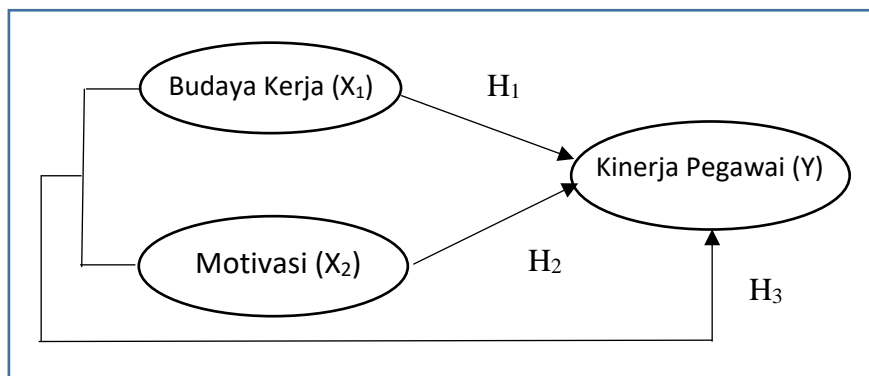 Budaya Kerja (X₁)
H₁
Kinerja Pegawai (Y)
Motivasi (X₂)
H₂
H₃